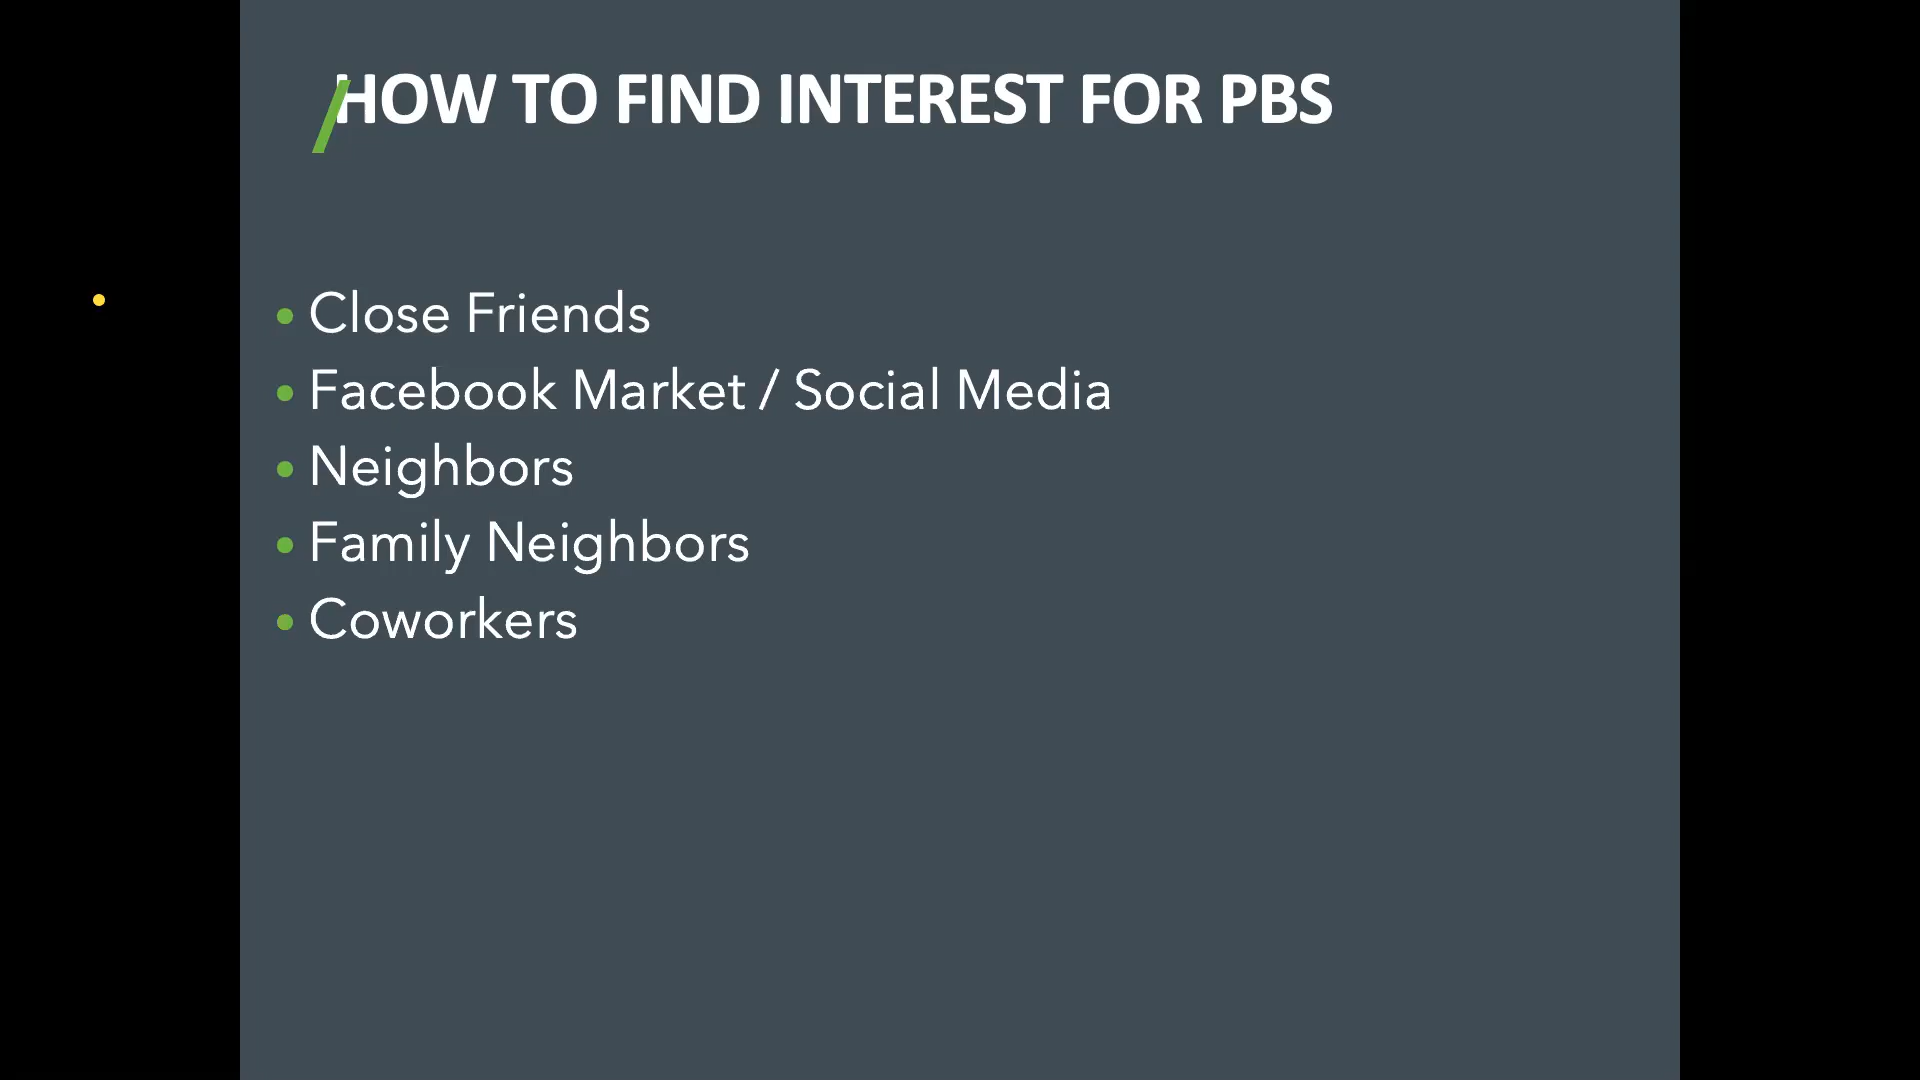 HOW TO FIND INTEREST FOR PBS
• Close Friends
• Facebook Market / Social Media
• Neighbors
• Family Neighbors
• Coworkers